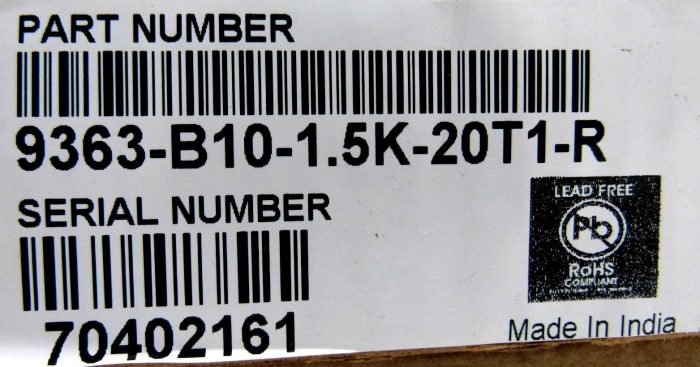 PART NUMBER
9363-B10-1.5K-20T1-R
SERIAL NUMBER
70402161
LEAD FREE
Pb
RoHS
COMPLIANT
Made In India